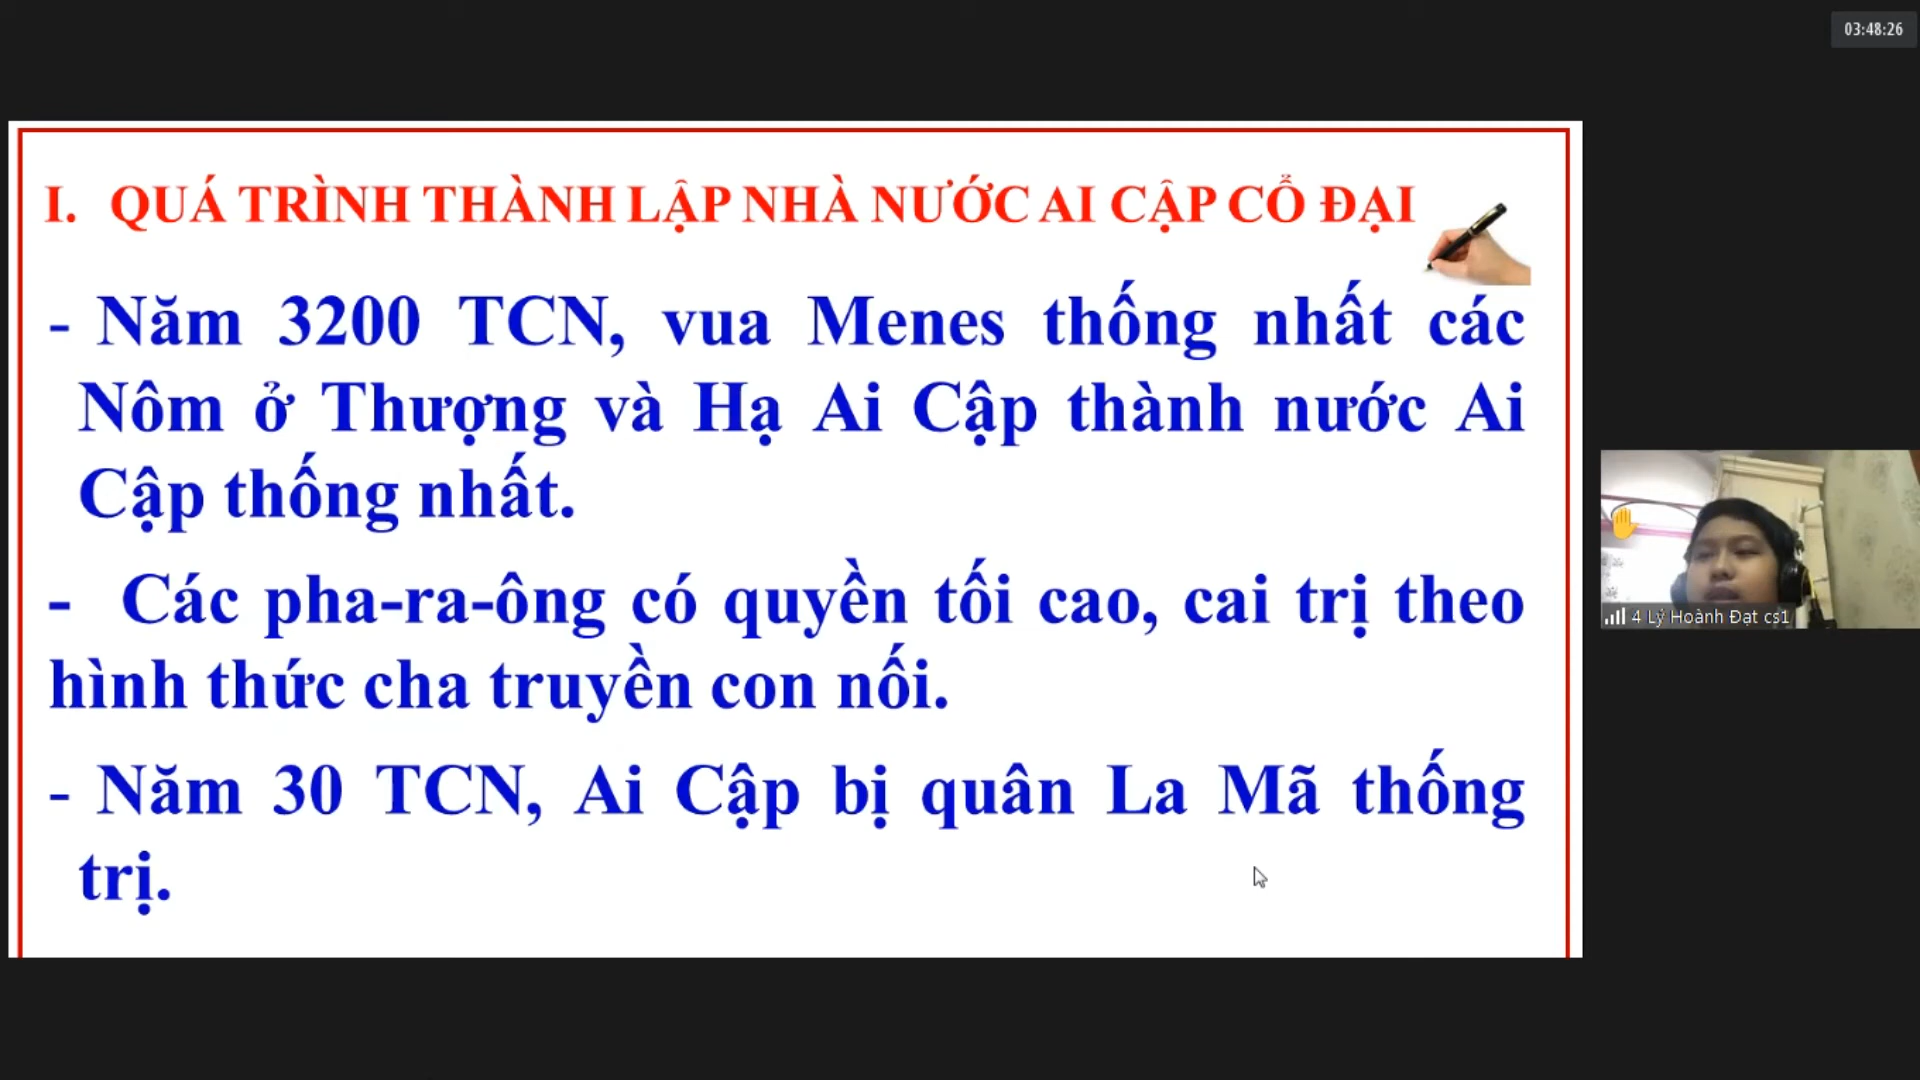 03:48:26
I. QUÁ TRÌNH THÀNH LẬP NHÀ NƯỚC AI CẬP CỔ ĐẠI
- Năm 3200 TCN, vua Menes thống nhất các
Nôm ở Thượng và Hạ Ai Cập thành nước Ai
Cập thống nhất.
- Các pha-ra-ông có quyền tối cao, cai trị theo
hình thức cha truyền con nối.
- Năm 30 TCN, Ai Cập bị quân La Mã thống
trị.
4 Lý Hoành Đạt cs1